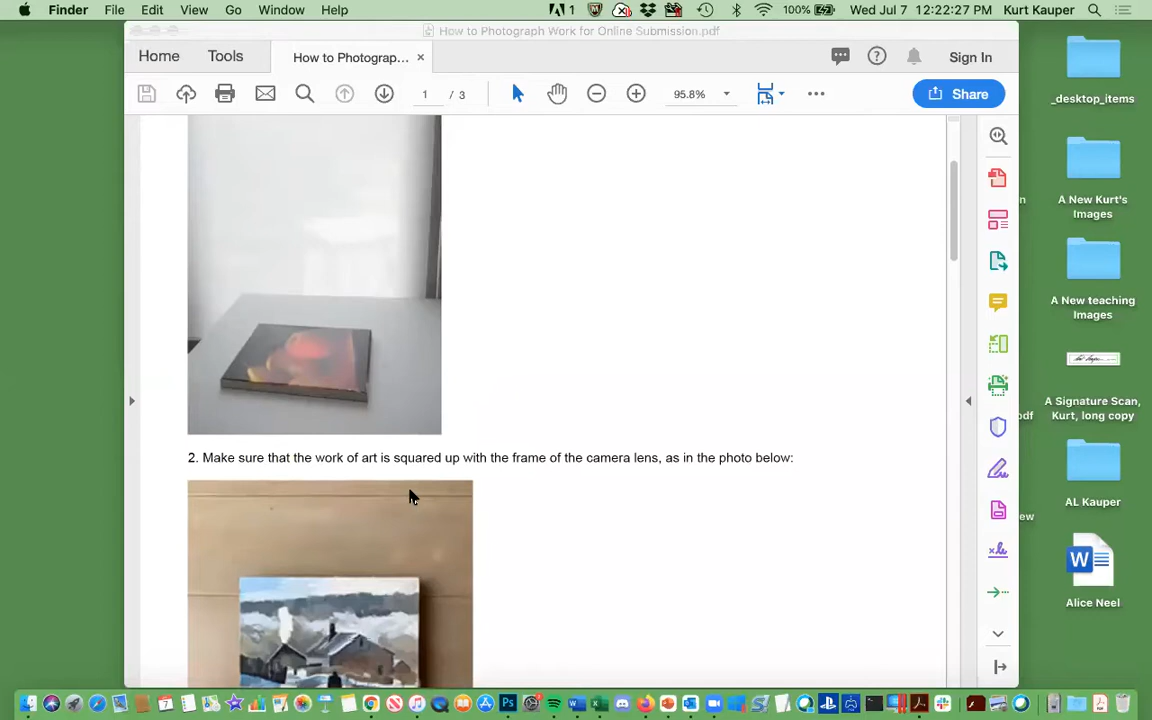 Finder File Edit View Go Window Help 1 100% Wed Jul 7 12:22:27 PM Kurt Kauper
How to Photograph Work for Online Submission.pdf
Home Tools How to Photograp... × Sign In
1 / 3 95.8% Share
_desktop_items
A New Kurt's
Images
A New teaching
Images
A Signature Scan,
Kurt, long copy
2. Make sure that the work of art is squared up with the frame of the camera lens, as in the photo below:
AL Kauper
Alice Neel